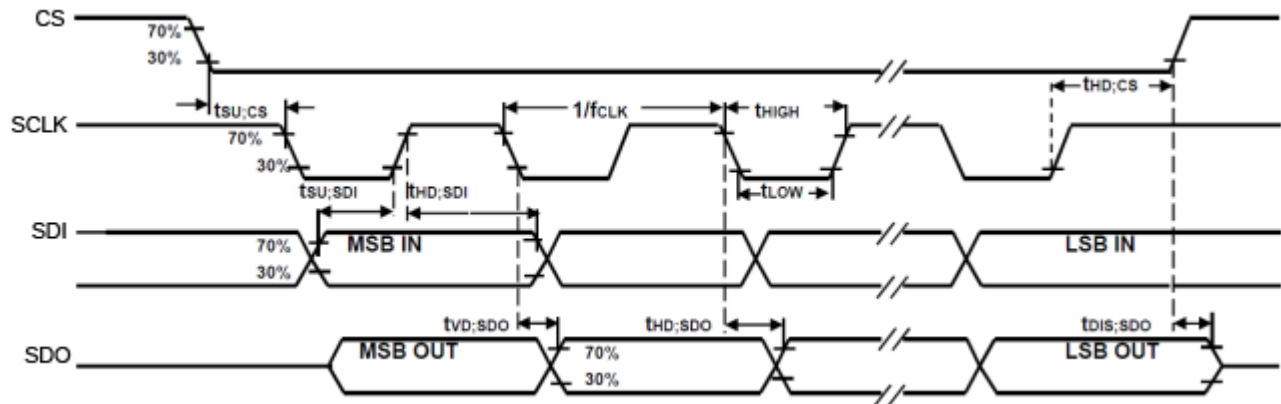 CS
70%
30%
tSU;CS
1/fCLK
tHIGH
tHD;CS
SCLK
70%
30%
tSU;SDI
tHD;SDI
tLOW
SDI
70%
30%
MSB IN
LSB IN
tVD;SDO
tHD;SDO
tDIS;SDO
SDO
MSB OUT
70%
30%
LSB OUT